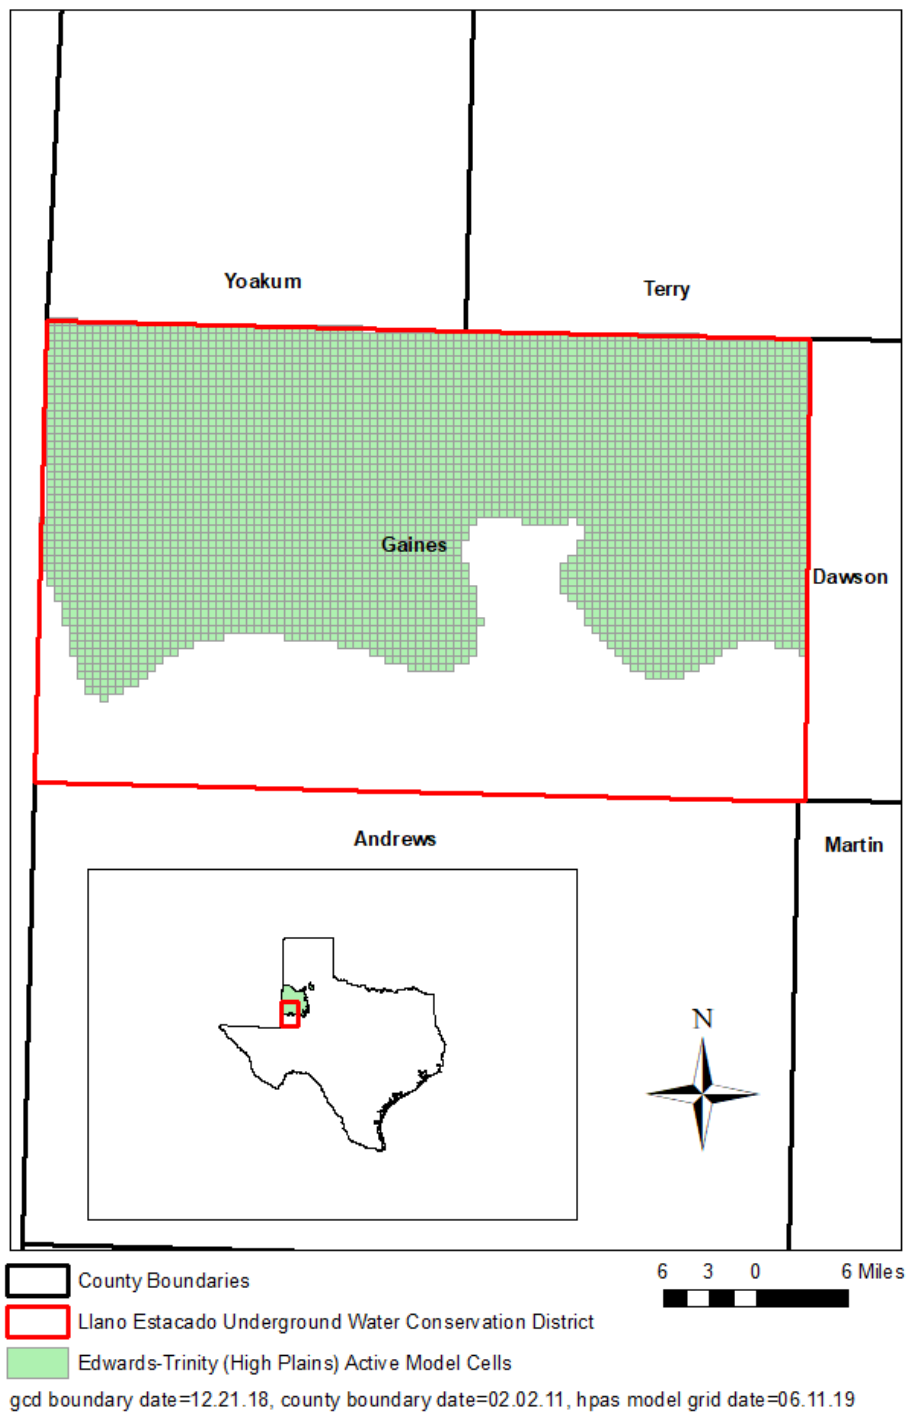 Yoakum
Terry
Gaines
Dawson
Andrews
Martin
N
6 3 0 6 Miles
County Boundaries
Llano Estacado Underground Water Conservation District
Edwards-Trinity (High Plains) Active Model Cells
gcd boundary date=12.21.18, county boundary date=02.02.11, hpas model grid date=06.11.19